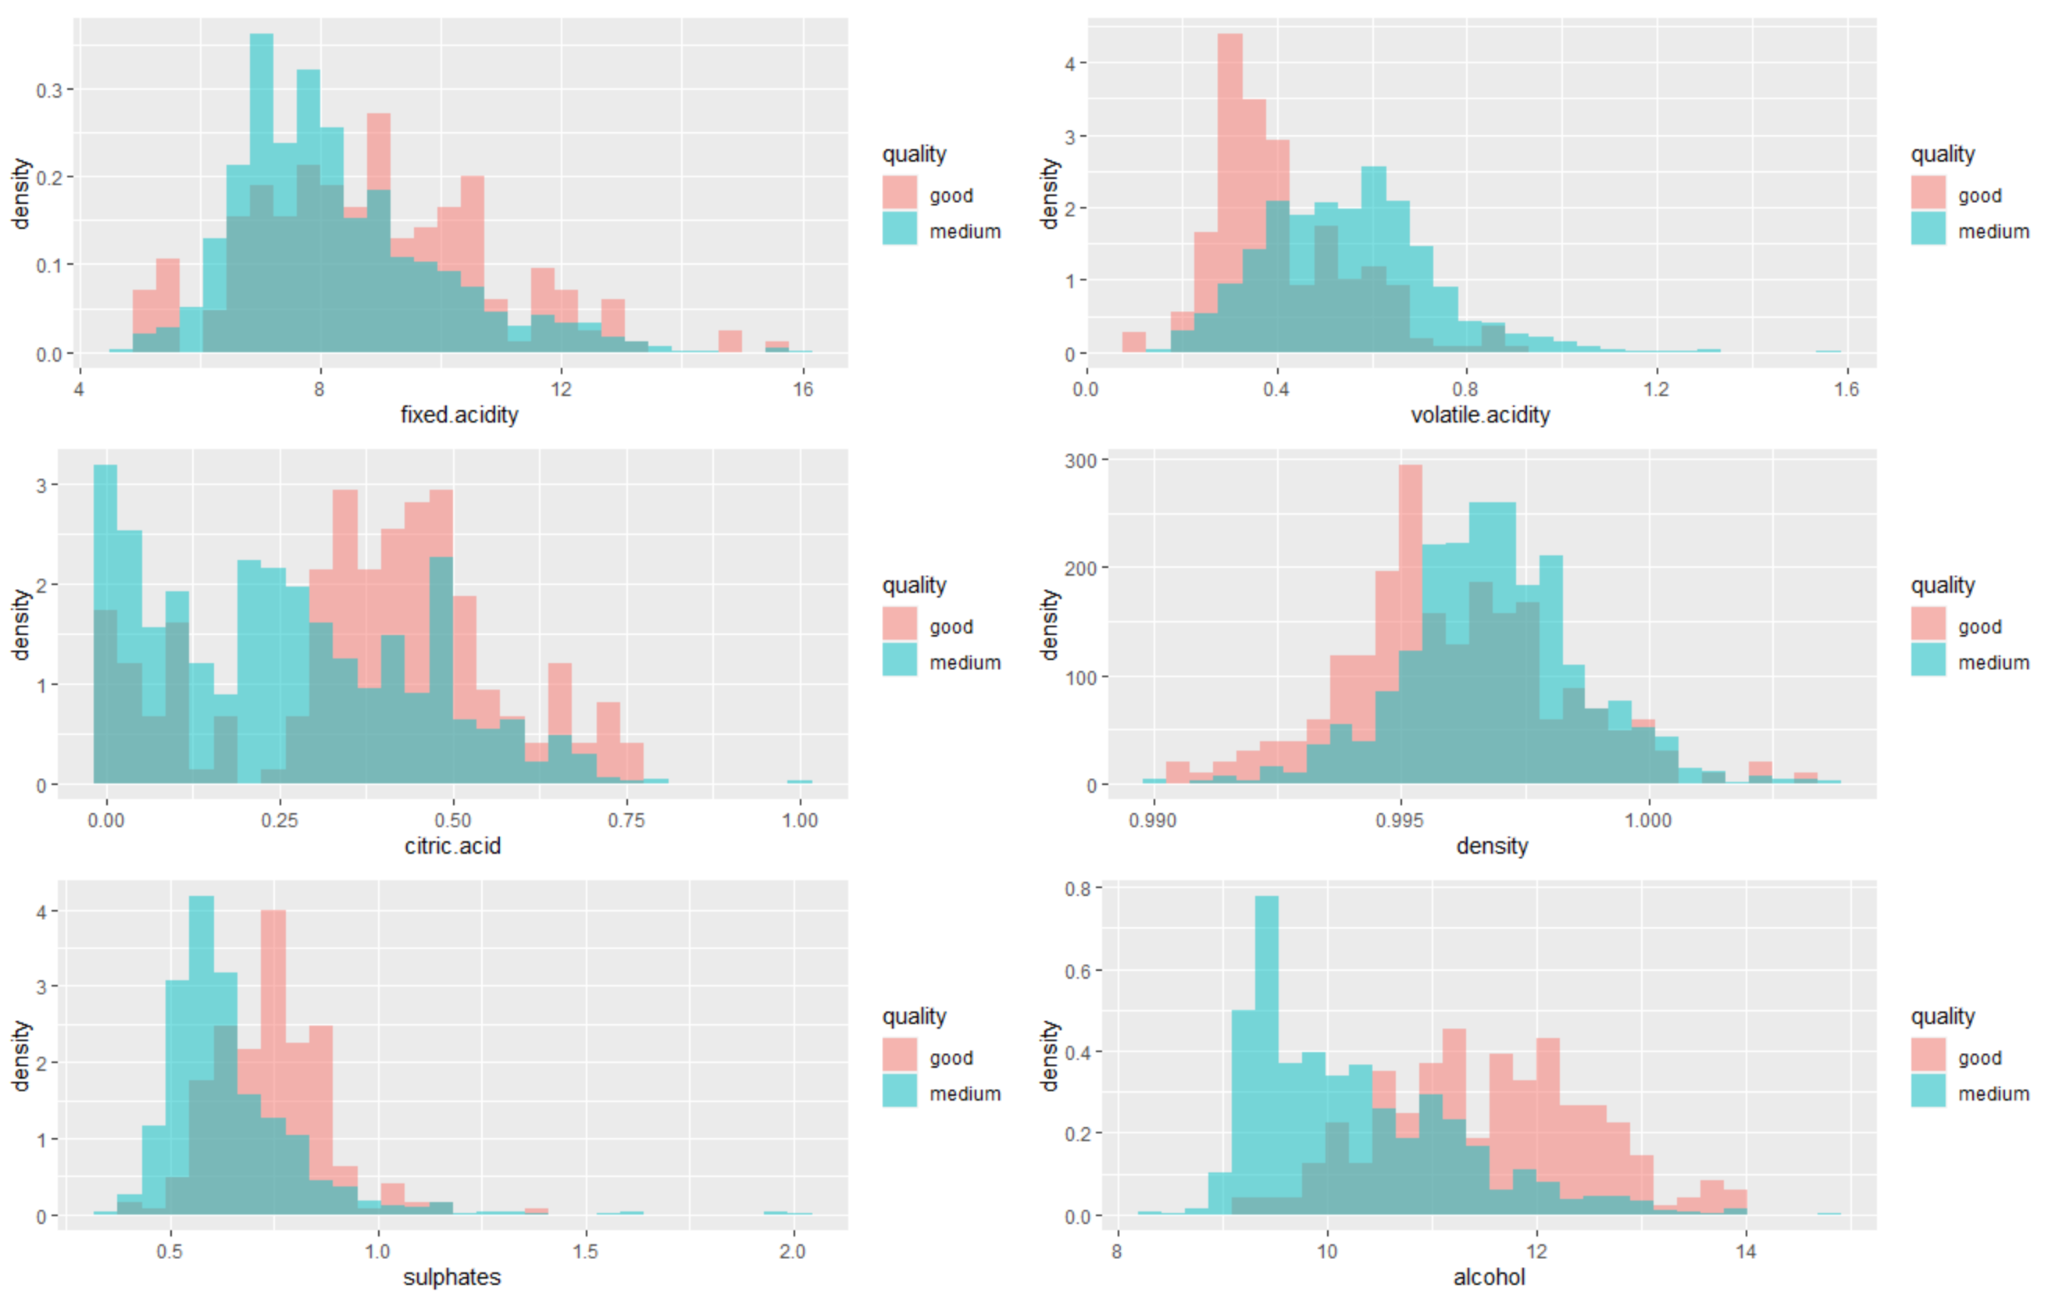 density
0.3
0.2
0.1
0.0
4 8 12 16
fixed.acidity
quality
good
medium
density
4
3
2
1
0
0.0 0.4 0.8 1.2 1.6
volatile.acidity
quality
good
medium
density
3
2
1
0
0.00 0.25 0.50 0.75 1.00
citric.acid
quality
good
medium
density
300
200
100
0
0.990 0.995 1.000
density
quality
good
medium
density
4
3
2
1
0
0.5 1.0 1.5 2.0
sulphates
quality
good
medium
density
0.8
0.6
0.4
0.2
0.0
8 10 12 14
alcohol
quality
good
medium